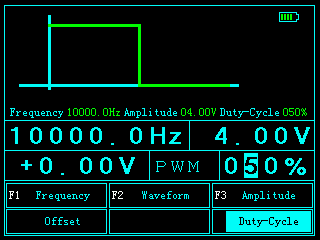 Frequency 10000.0Hz Amplitude 04.00V Duty-Cycle 050%
10000.0Hz 4.00V
+0.00V PWM 050%
F1 Frequency F2 Waveform F3 Amplitude
Offset Duty-Cycle